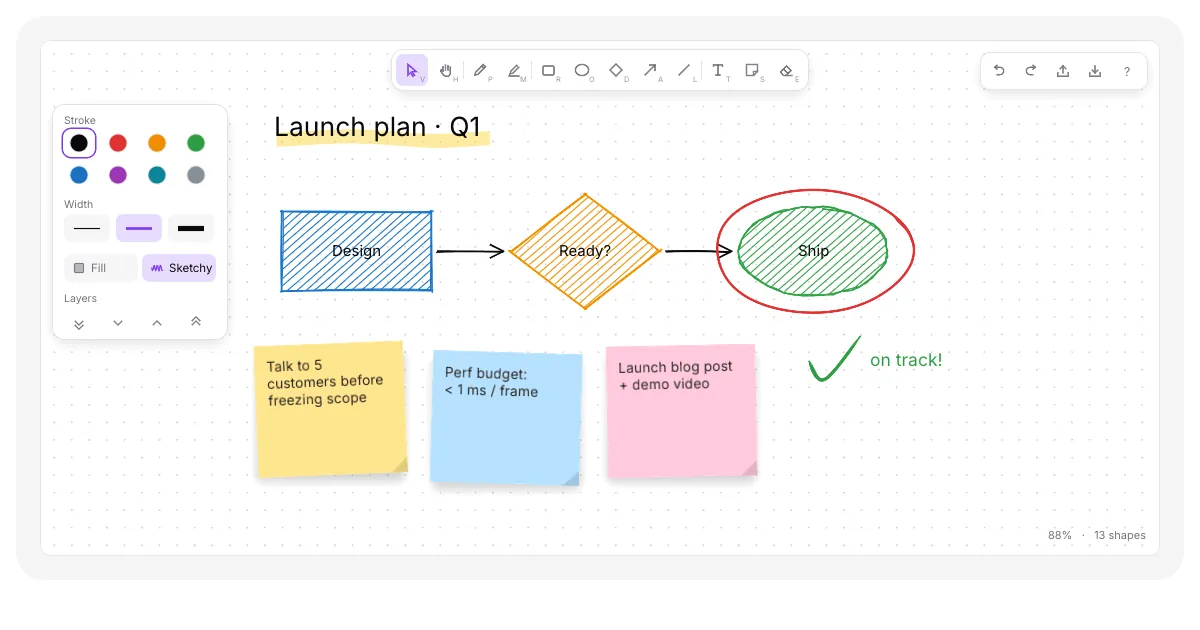 V
H
P
M
R
O
D
A
L
T
S
E
?
Stroke
Width
Fill
Sketchy
Layers
Launch plan · Q1
Design
Ready?
Ship
Talk to 5
customers before
freezing scope
Perf budget:
< 1 ms / frame
Launch blog post
+ demo video
on track!
88% · 13 shapes